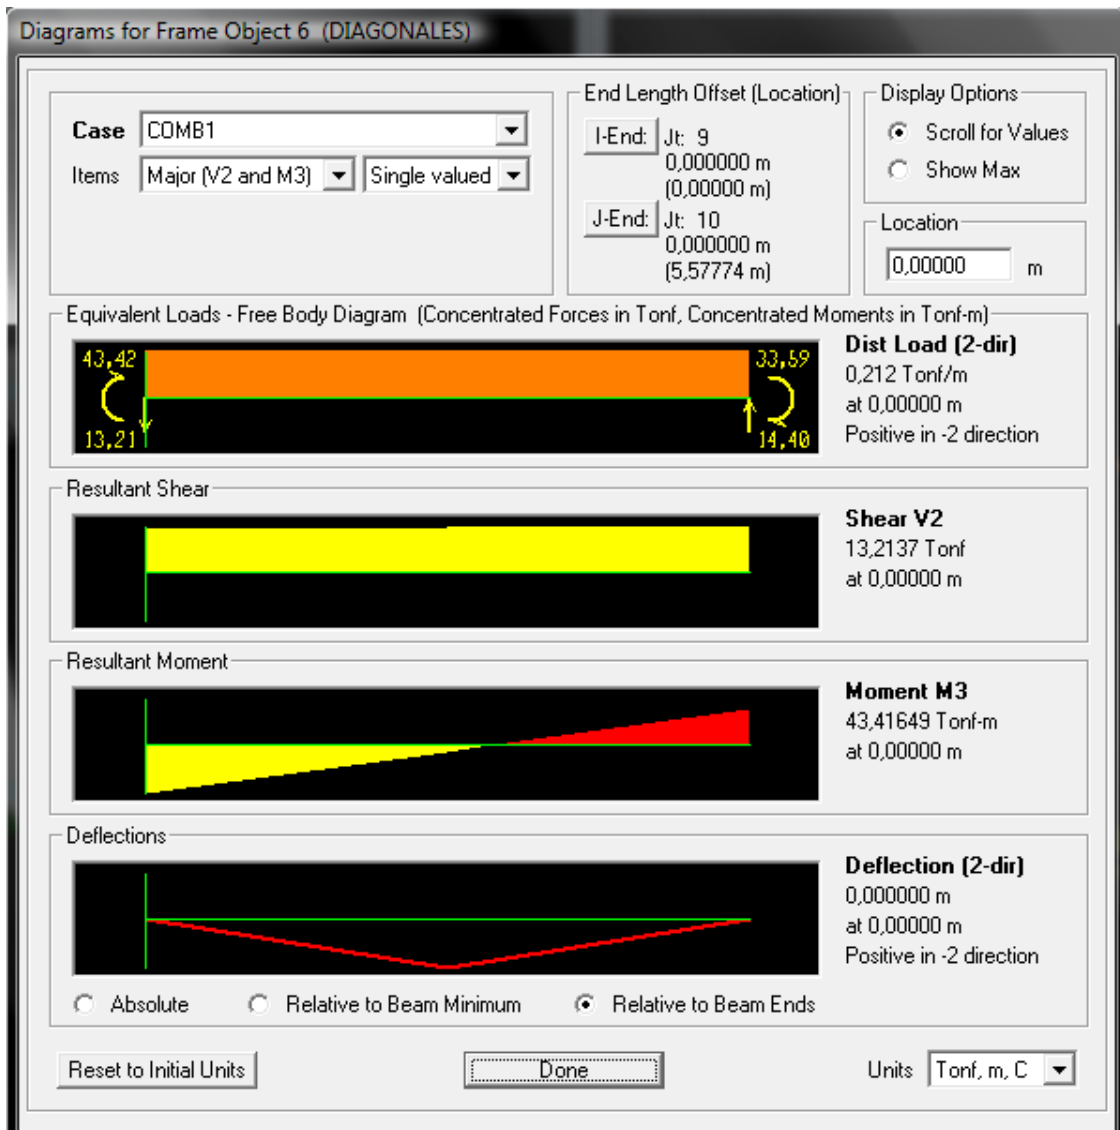 Diagrams for Frame Object 6 (DIAGONALES)
Case COMB1
Items Major (V2 and M3) Single valued
End Length Offset (Location)
I-End: Jt: 9
0,000000 m
(0,00000 m)
J-End: Jt: 10
0,000000 m
(5,57774 m)
Display Options
Scroll for Values
Show Max
Location
0,00000 m
Equivalent Loads - Free Body Diagram (Concentrated Forces in Tonf, Concentrated Moments in Tonf-m)
43,42 33,59
13,21 14,40
Dist Load (2-dir)
0,212 Tonf/m
at 0,00000 m
Positive in -2 direction
Resultant Shear
Shear V2
13,2137 Tonf
at 0,00000 m
Resultant Moment
Moment M3
43,41649 Tonf-m
at 0,00000 m
Deflections
Deflection (2-dir)
0,000000 m
at 0,00000 m
Positive in -2 direction
Absolute Relative to Beam Minimum Relative to Beam Ends
Reset to Initial Units Done Units Tonf, m, C